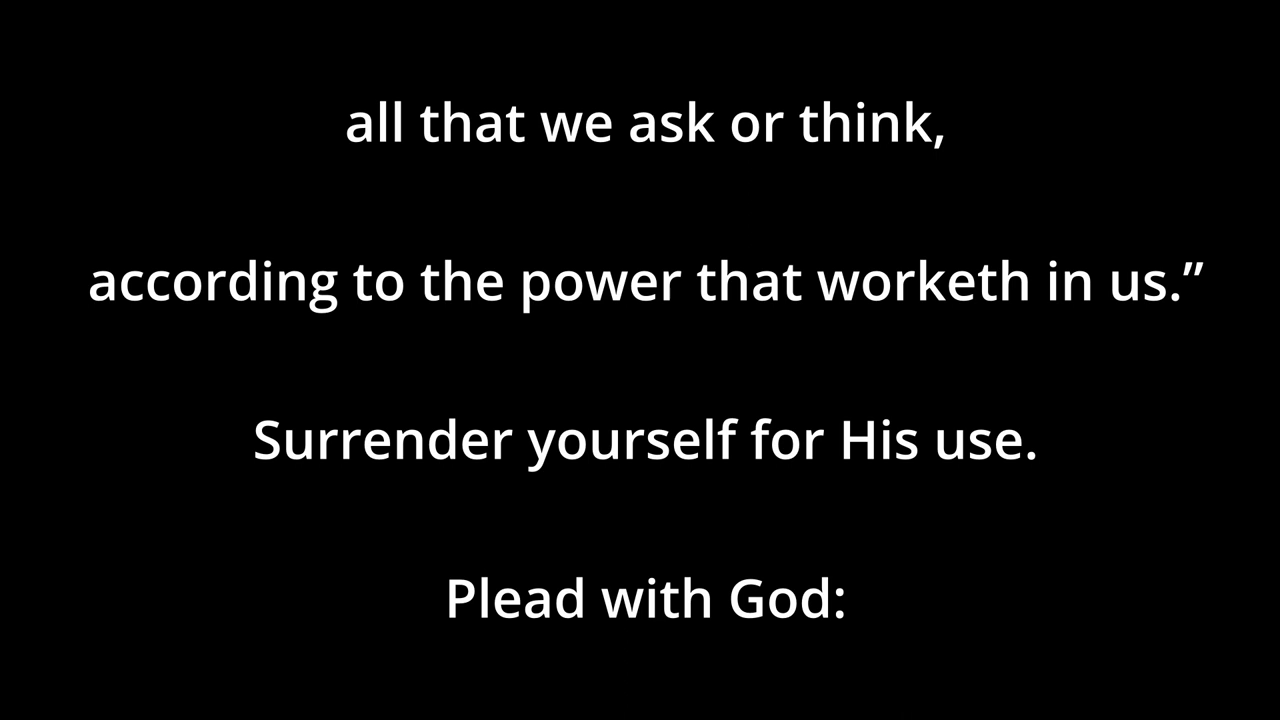 all that we ask or think,
according to the power that worketh in us.”
Surrender yourself for His use.
Plead with God: